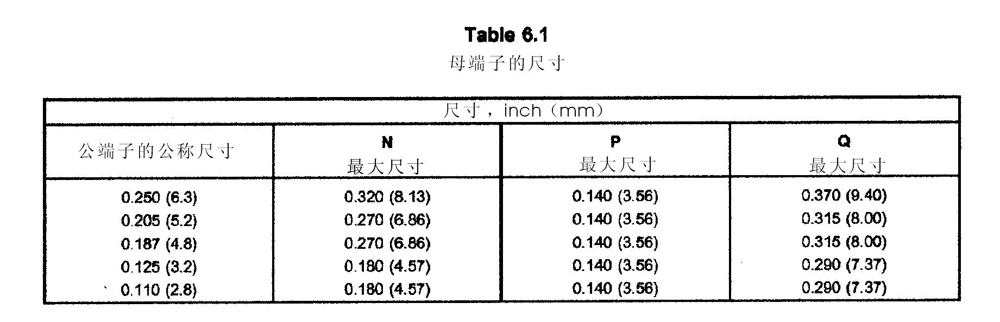 Table 6.1
母端子的尺寸
尺寸，inch（mm）
公端子的公称尺寸 N 最大尺寸 P 最大尺寸 Q 最大尺寸
0.250 (6.3) 0.320 (8.13) 0.140 (3.56) 0.370 (9.40)
0.205 (5.2) 0.270 (6.86) 0.140 (3.56) 0.315 (8.00)
0.187 (4.8) 0.270 (6.86) 0.140 (3.56) 0.315 (8.00)
0.125 (3.2) 0.180 (4.57) 0.140 (3.56) 0.290 (7.37)
0.110 (2.8) 0.180 (4.57) 0.140 (3.56) 0.290 (7.37)